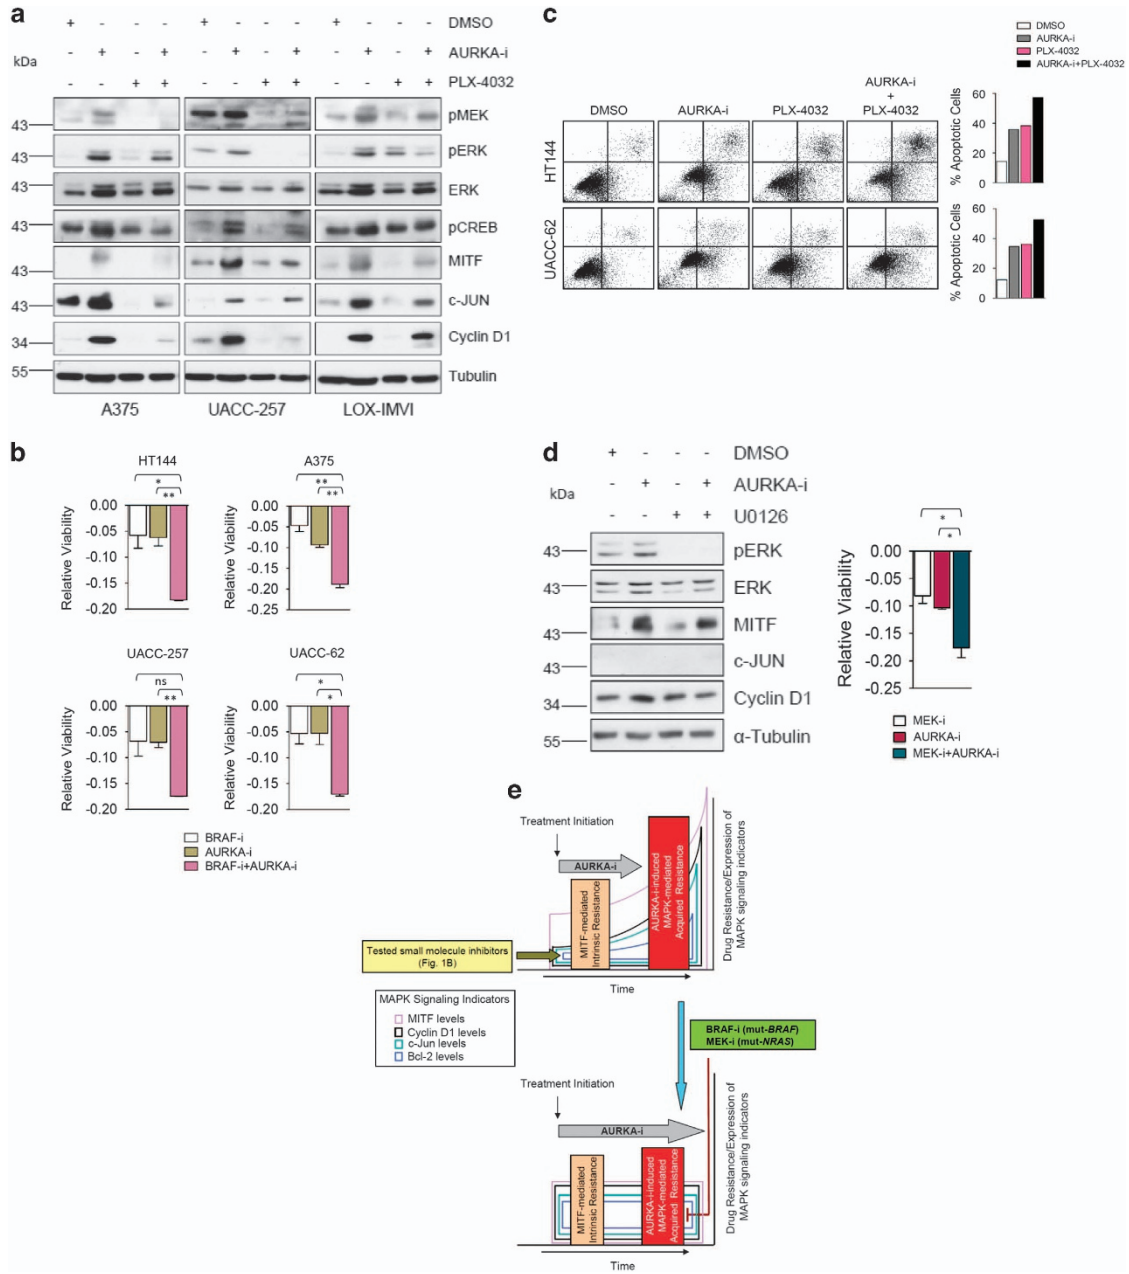 a
+ - - - + - - - + - - - DMSO
- + - + - + - + - + - + AURKA-i
- - + + - - + + - - + + PLX-4032
kDa
43 pMEK
43 pERK
ERK
43 pCREB
43 MITF
43 c-JUN
34 Cyclin D1
55 Tubulin
A375 UACC-257 LOX-IMVI
b
HT144
* 
**
Relative Viability
0.00
-0.05
-0.10
-0.15
-0.20
A375
**
**
Relative Viability
0.00
-0.05
-0.10
-0.15
-0.20
-0.25
UACC-257
ns
**
Relative Viability
0.00
-0.05
-0.10
-0.15
-0.20
UACC-62
*
*
Relative Viability
0.00
-0.05
-0.10
-0.15
-0.20
BRAF-i
AURKA-i
BRAF-i+AURKA-i
c
DMSO
AURKA-i
PLX-4032
AURKA-i+PLX-4032
DMSO AURKA-i PLX-4032 AURKA-i
+
PLX-4032
HT144
% Apoptotic Cells
60
40
20
0
UACC-62
% Apoptotic Cells
60
40
20
0
d
+ - - - DMSO
- + - + AURKA-i
- - + + U0126
kDa
43 pERK
43 ERK
43 MITF
43 c-JUN
34 Cyclin D1
55 α-Tubulin
*
*
Relative Viability
0.00
-0.05
-0.10
-0.15
-0.20
-0.25
MEK-i
AURKA-i
MEK-i+AURKA-i
e
Treatment Initiation
AURKA-i
MITF-mediated
Intrinsic Resistance
AURKA-i-induced
MAPK-mediated
Acquired Resistance
Drug Resistance/Expression of
MAPK signaling indicators
Tested small molecule inhibitors
(Fig. 1B)
Time
MAPK Signaling Indicators
MITF levels
Cyclin D1 levels
c-Jun levels
Bcl-2 levels
BRAF-i (mut-BRAF)
MEK-i (mut-NRAS)
Treatment Initiation
AURKA-i
MITF-mediated
Intrinsic Resistance
AURKA-i-induced
MAPK-mediated
Acquired Resistance
Drug Resistance/Expression of
MAPK signaling indicators
Time